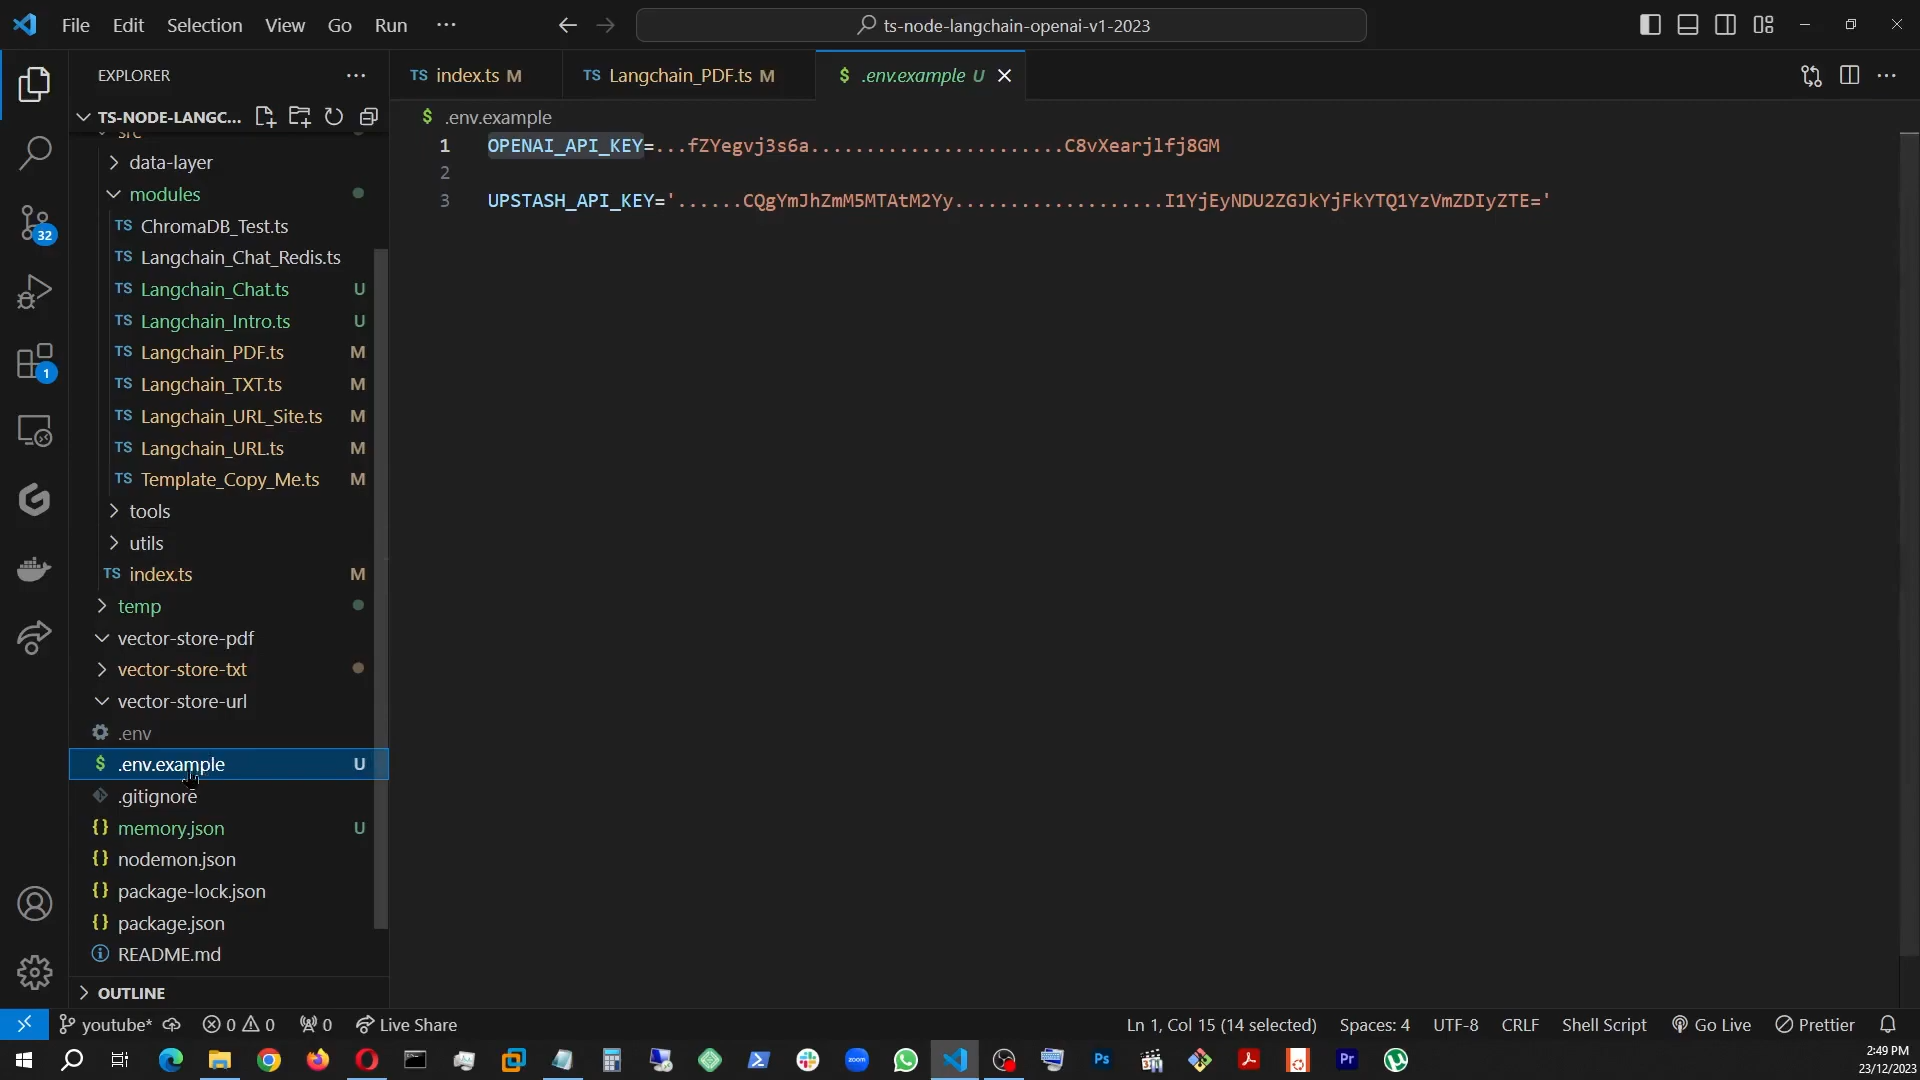 File Edit Selection View Go Run ···
ts-node-langchain-openai-v1-2023
EXPLORER ···
TS-NODE-LANGC...
src
data-layer
modules
TS ChromaDB_Test.ts
TS Langchain_Chat_Redis.ts
TS Langchain_Chat.ts U
TS Langchain_Intro.ts U
TS Langchain_PDF.ts M
TS Langchain_TXT.ts M
TS Langchain_URL_Site.ts M
TS Langchain_URL.ts M
TS Template_Copy_Me.ts M
tools
utils
TS index.ts M
temp
vector-store-pdf
vector-store-txt
vector-store-url
.env
$ .env.example U
.gitignore
{} memory.json U
{} nodemon.json
{} package-lock.json
{} package.json
README.md
OUTLINE
32
1
TS index.ts M
TS Langchain_PDF.ts M
$ .env.example U
$ .env.example
1 OPENAI_API_KEY=...fZYegvj3s6a.......................C8vXearjlfj8GM
2
3 UPSTASH_API_KEY='......CQgYmJhZmM5MTAtM2Yy...................I1YjEyNDU2ZGJkYjFkYTQ1YzVmZDIyZTE='
youtube* 0 0 0 Live Share
Ln 1, Col 15 (14 selected) Spaces: 4 UTF-8 CRLF Shell Script Go Live Prettier
zoom Ps Pr
2:49 PM
23/12/2023